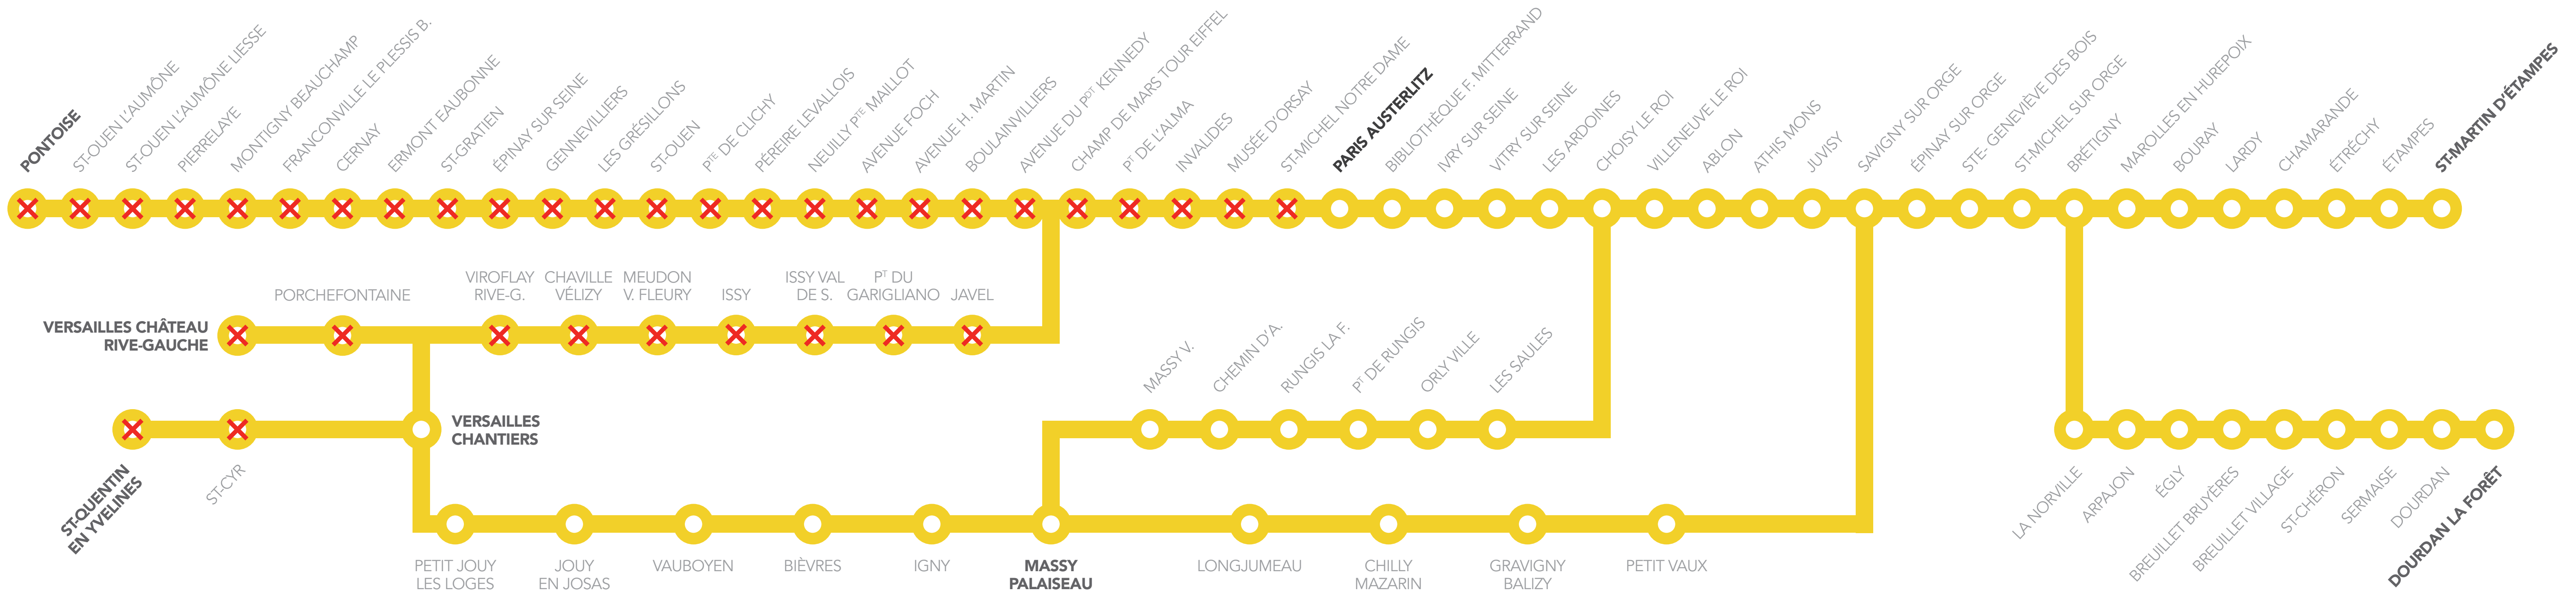 PONTOISE
ST-OUEN L'AUMÔNE
ST-OUEN L'AUMÔNE LIESSE
PIERRELAYE
MONTIGNY BEAUCHAMP
FRANCONVILLE LE PLESSIS B.
CERNAY
ERMONT EAUBONNE
ST-GRATIEN
ÉPINAY SUR SEINE
GENNEVILLIERS
LES GRÉSILLONS
ST-OUEN
PTE DE CLICHY
PÉREIRE LEVALLOIS
NEUILLY PTE MAILLOT
AVENUE FOCH
AVENUE H. MARTIN
BOULAINVILLIERS
AVENUE DU PDT KENNEDY
CHAMP DE MARS TOUR EIFFEL
PT DE L'ALMA
INVALIDES
MUSÉE D'ORSAY
ST-MICHEL NOTRE DAME
PARIS AUSTERLITZ
BIBLIOTHÈQUE F. MITTERRAND
IVRY SUR SEINE
VITRY SUR SEINE
LES ARDOINES
CHOISY LE ROI
VILLENEUVE LE ROI
ABLON
ATHIS MONS
JUVISY
SAVIGNY SUR ORGE
ÉPINAY SUR ORGE
STE- GENEVIÈVE DES BOIS
ST-MICHEL SUR ORGE
BRÉTIGNY
MAROLLES EN HUREPOIX
BOURAY
LARDY
CHAMARANDE
ÉTRÉCHY
ÉTAMPES
ST-MARTIN D'ÉTAMPES
VERSAILLES CHÂTEAU
RIVE-GAUCHE
PORCHEFONTAINE
VIROFLAY
RIVE-G.
CHAVILLE
VÉLIZY
MEUDON
V. FLEURY
ISSY
ISSY VAL
DE S.
PT DU
GARIGLIANO
JAVEL
ST-QUENTIN
EN YVELINES
ST-CYR
VERSAILLES
CHANTIERS
MASSY V.
CHEMIN D'A.
RUNGIS LA F.
PT DE RUNGIS
ORLY VILLE
LES SAULES
PETIT JOUY
LES LOGES
JOUY
EN JOSAS
VAUBOYEN
BIÈVRES
IGNY
MASSY
PALAISEAU
LONGJUMEAU
CHILLY
MAZARIN
GRAVIGNY
BALIZY
PETIT VAUX
LA NORVILLE
ARPAJON
ÉGLY
BREUILLET BRUYÈRES
BREUILLET VILLAGE
ST-CHÉRON
SERMAISE
DOURDAN
DOURDAN LA FORÊT